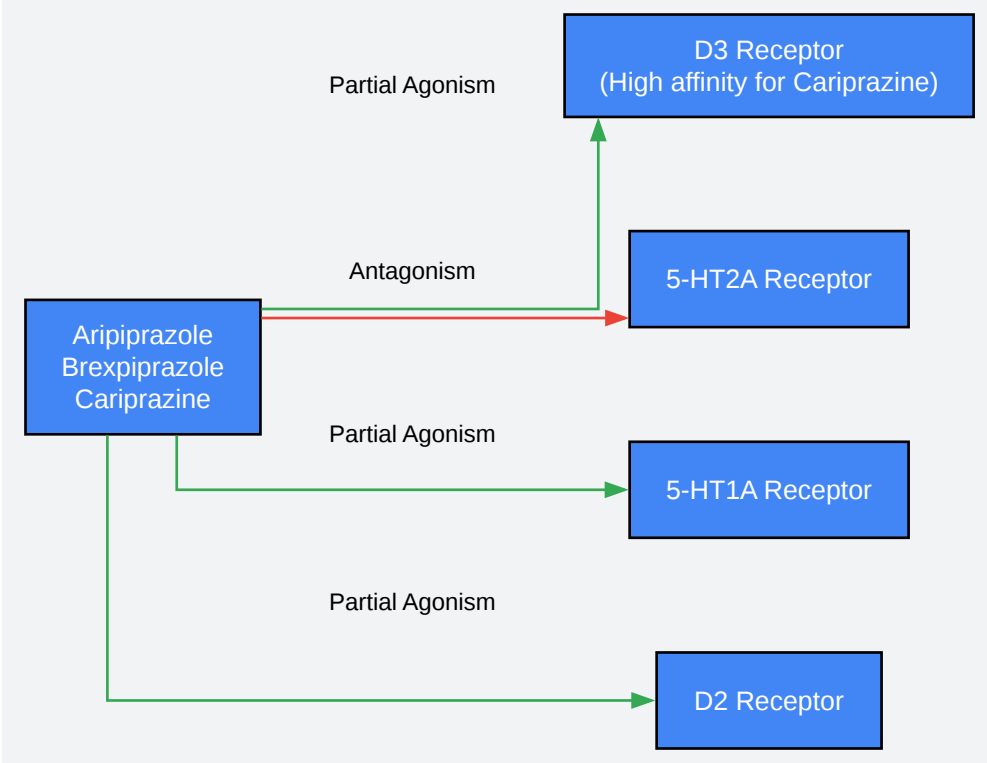 D3 Receptor
(High affinity for Cariprazine)
Partial Agonism
Antagonism
5-HT2A Receptor
Aripiprazole
Brexpiprazole
Cariprazine
Partial Agonism
5-HT1A Receptor
Partial Agonism
D2 Receptor